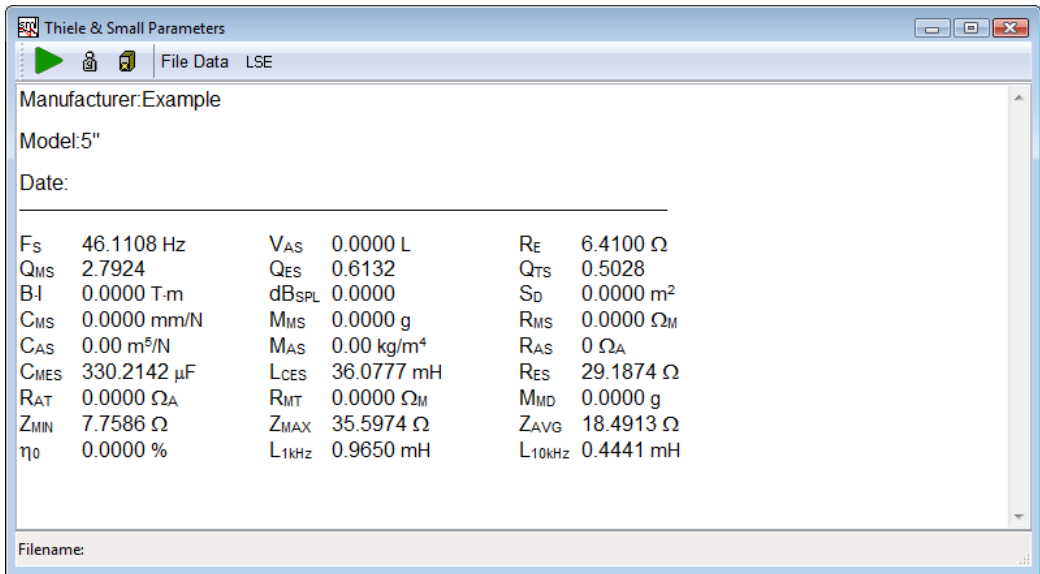 Thiele & Small Parameters
File Data LSE
Manufacturer:Example
Model:5"
Date:
FS 46.1108 Hz VAS 0.0000 L RE 6.4100 Ω
QMS 2.7924 QES 0.6132 QTS 0.5028
B·l 0.0000 T·m dBSPL 0.0000 SD 0.0000 m²
CMS 0.0000 mm/N MMS 0.0000 g RMS 0.0000 ΩM
CAS 0.00 m⁵/N MAS 0.00 kg/m⁴ RAS 0 ΩA
CMES 330.2142 µF LCES 36.0777 mH RES 29.1874 Ω
RAT 0.0000 ΩA RMT 0.0000 ΩM MMD 0.0000 g
ZMIN 7.7586 Ω ZMAX 35.5974 Ω ZAVG 18.4913 Ω
η0 0.0000 % L1kHz 0.9650 mH L10kHz 0.4441 mH
Filename: